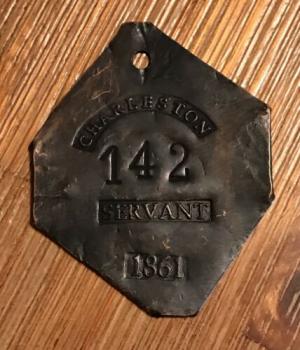 CHARLESTON
142
SERVANT
1861